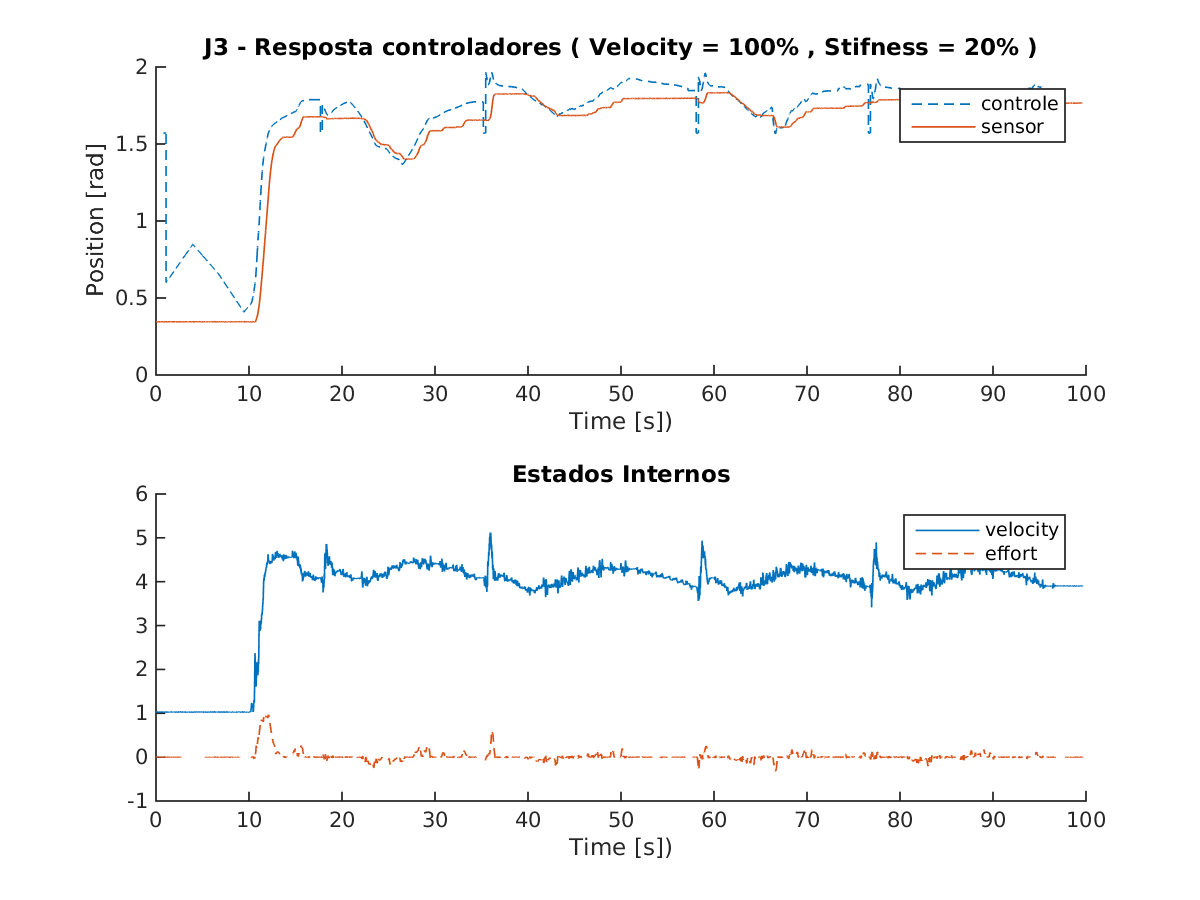 J3 - Resposta controladores ( Velocity = 100% , Stifness = 20% )
2
1.5
1
0.5
0
Position [rad]
controle
sensor
0 10 20 30 40 50 60 70 80 90 100
Time [s])
Estados Internos
6
5
4
3
2
1
0
-1
velocity
effort
0 10 20 30 40 50 60 70 80 90 100
Time [s])